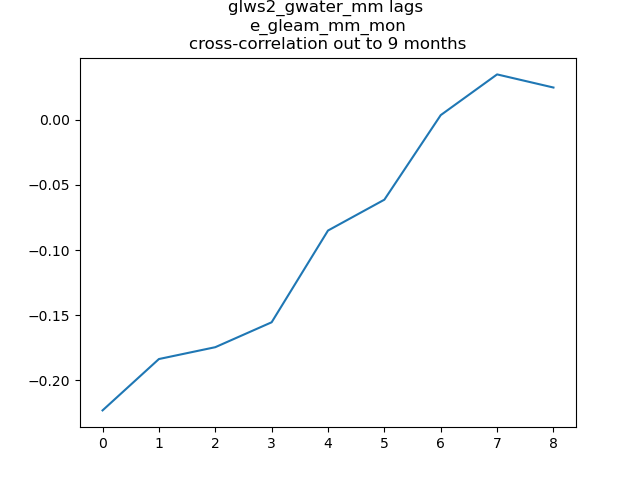 glws2_gwater_mm lags
e_gleam_mm_mon
cross-correlation out to 9 months
0.00
−0.05
−0.10
−0.15
−0.20
0 1 2 3 4 5 6 7 8